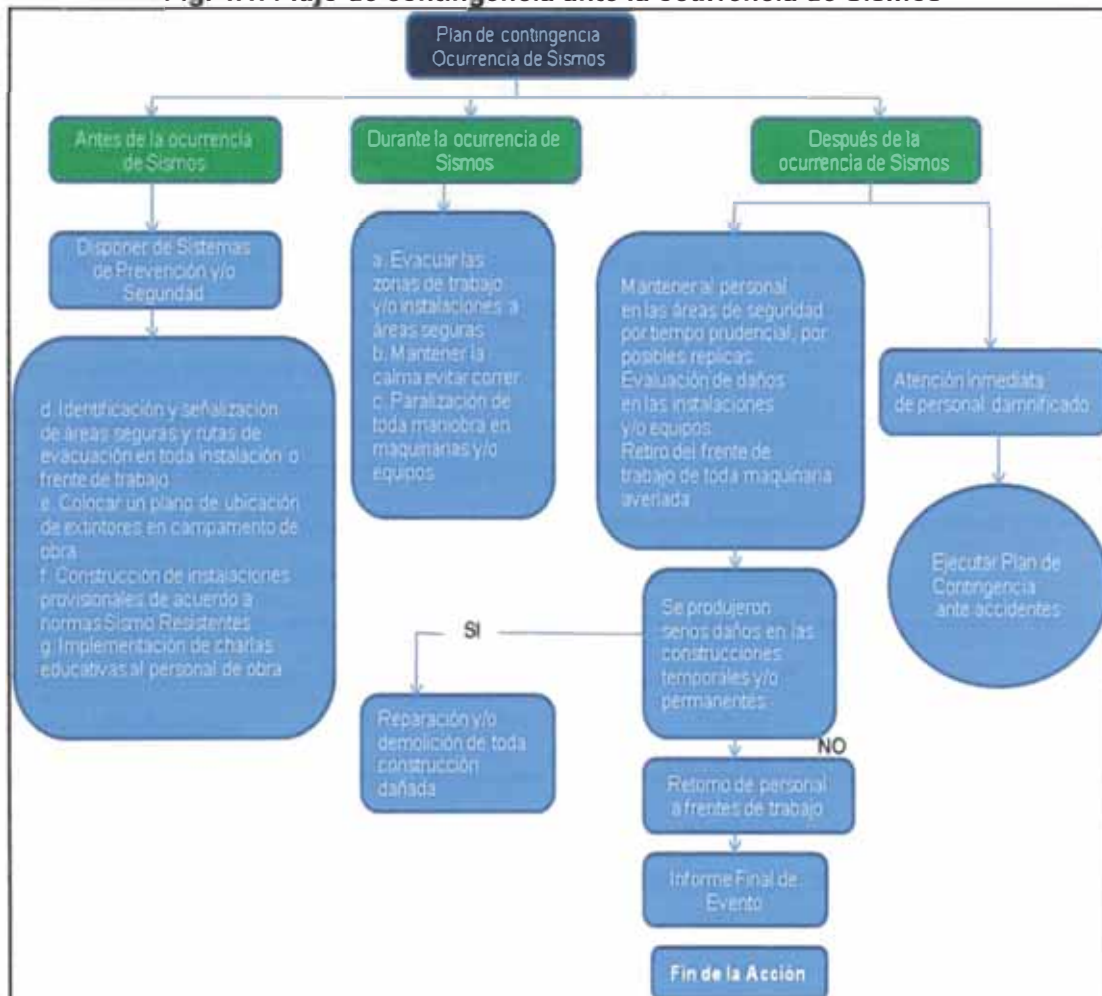 Plan de contingencia
Ocurrencia de Sismos
Antes de la ocurrencia
de Sismos
Durante la ocurrencia de
Sismos
Después de la
ocurrencia de Sismos
Disponer de Sistemas
de Prevención y/o
Seguridad
d. Identificación y señalización
de áreas seguras y rutas de
evacuación en toda instalación o
frente de trabajo
e. Colocar un plano de ubicación
de extintores en campamento de
obra
f. Construcción de instalaciones
provisionales de acuerdo a
normas Sismo Resistentes
g. Implementación de charlas
educativas al personal de obra
a. Evacuar las
zonas de trabajo
y/o instalaciones a
áreas seguras
b. Mantener la
calma evitar correr
c. Paralización de
toda maniobra en
maquinarias y/o
equipos
Mantener al personal
en las áreas de seguridad
por tiempo prudencial, por
posibles replicas
Evaluación de daños
en las instalaciones
y/o equipos
Retiro del frente de
trabajo de toda maquinaria
averiada
Atención inmediata
de personal damnificado
Ejecutar Plan de
Contingencia
ante accidentes
Se produjeron
serios daños en las
construcciones
temporales y/o
permanentes
SI
Reparación y/o
demolición de toda
construcción
dañada
NO
Retorno de personal
a frentes de trabajo
Informe Final de
Evento
Fin de la Acción